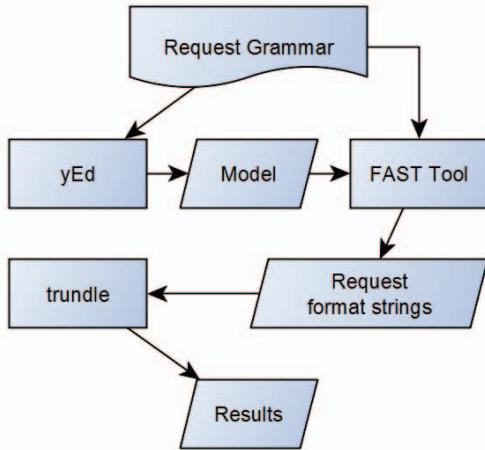 Request Grammar
yEd
Model
FAST Tool
trundle
Request
format strings
Results